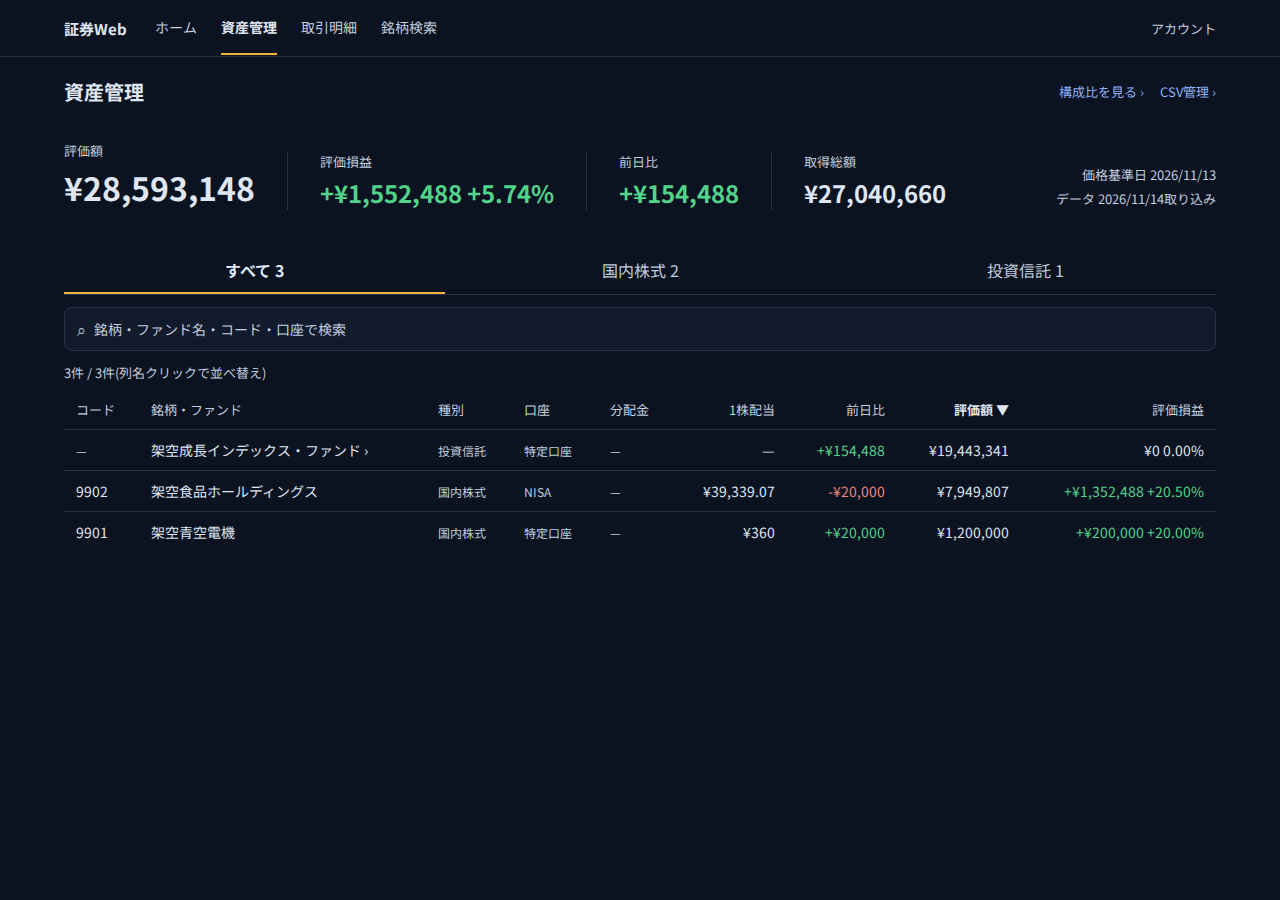 証券Web ホーム 資産管理 取引明細 銘柄検索 アカウント
資産管理 構成比を見る › CSV管理 ›
評価額 評価損益 前日比 取得総額
¥28,593,148 +¥1,552,488 +5.74% +¥154,488 ¥27,040,660
価格基準日 2026/11/13
データ 2026/11/14取り込み
すべて 3 国内株式 2 投資信託 1
⌕ 銘柄・ファンド名・コード・口座で検索
3件 / 3件(列名クリックで並べ替え)
コード 銘柄・ファンド 種別 口座 分配金 1株配当 前日比 評価額 ▼ 評価損益
— 架空成長インデックス・ファンド › 投資信託 特定口座 — — +¥154,488 ¥19,443,341 ¥0 0.00%
9902 架空食品ホールディングス 国内株式 NISA — ¥39,339.07 -¥20,000 ¥7,949,807 +¥1,352,488 +20.50%
9901 架空青空電機 国内株式 特定口座 — ¥360 +¥20,000 ¥1,200,000 +¥200,000 +20.00%